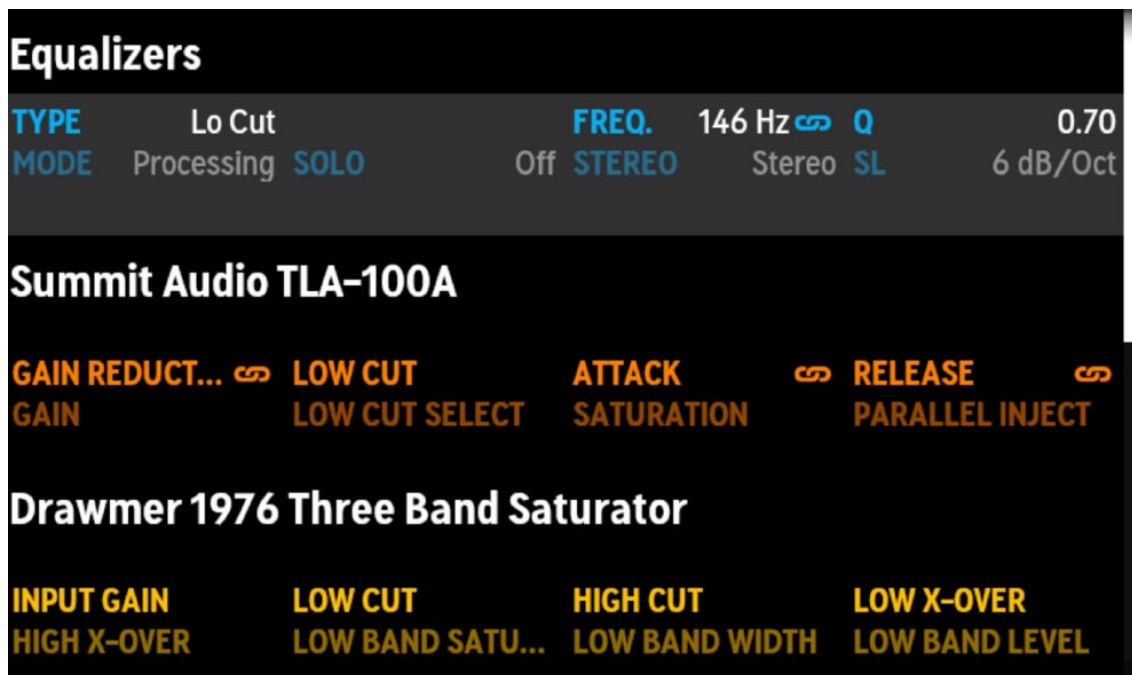 Equalizers
TYPE Lo Cut FREQ. 146 Hz Q 0.70
MODE Processing SOLO Off STEREO Stereo SL 6 dB/Oct
Summit Audio TLA-100A
GAIN REDUCT... LOW CUT ATTACK RELEASE
GAIN LOW CUT SELECT SATURATION PARALLEL INJECT
Drawmer 1976 Three Band Saturator
INPUT GAIN LOW CUT HIGH CUT LOW X-OVER
HIGH X-OVER LOW BAND SATU... LOW BAND WIDTH LOW BAND LEVEL